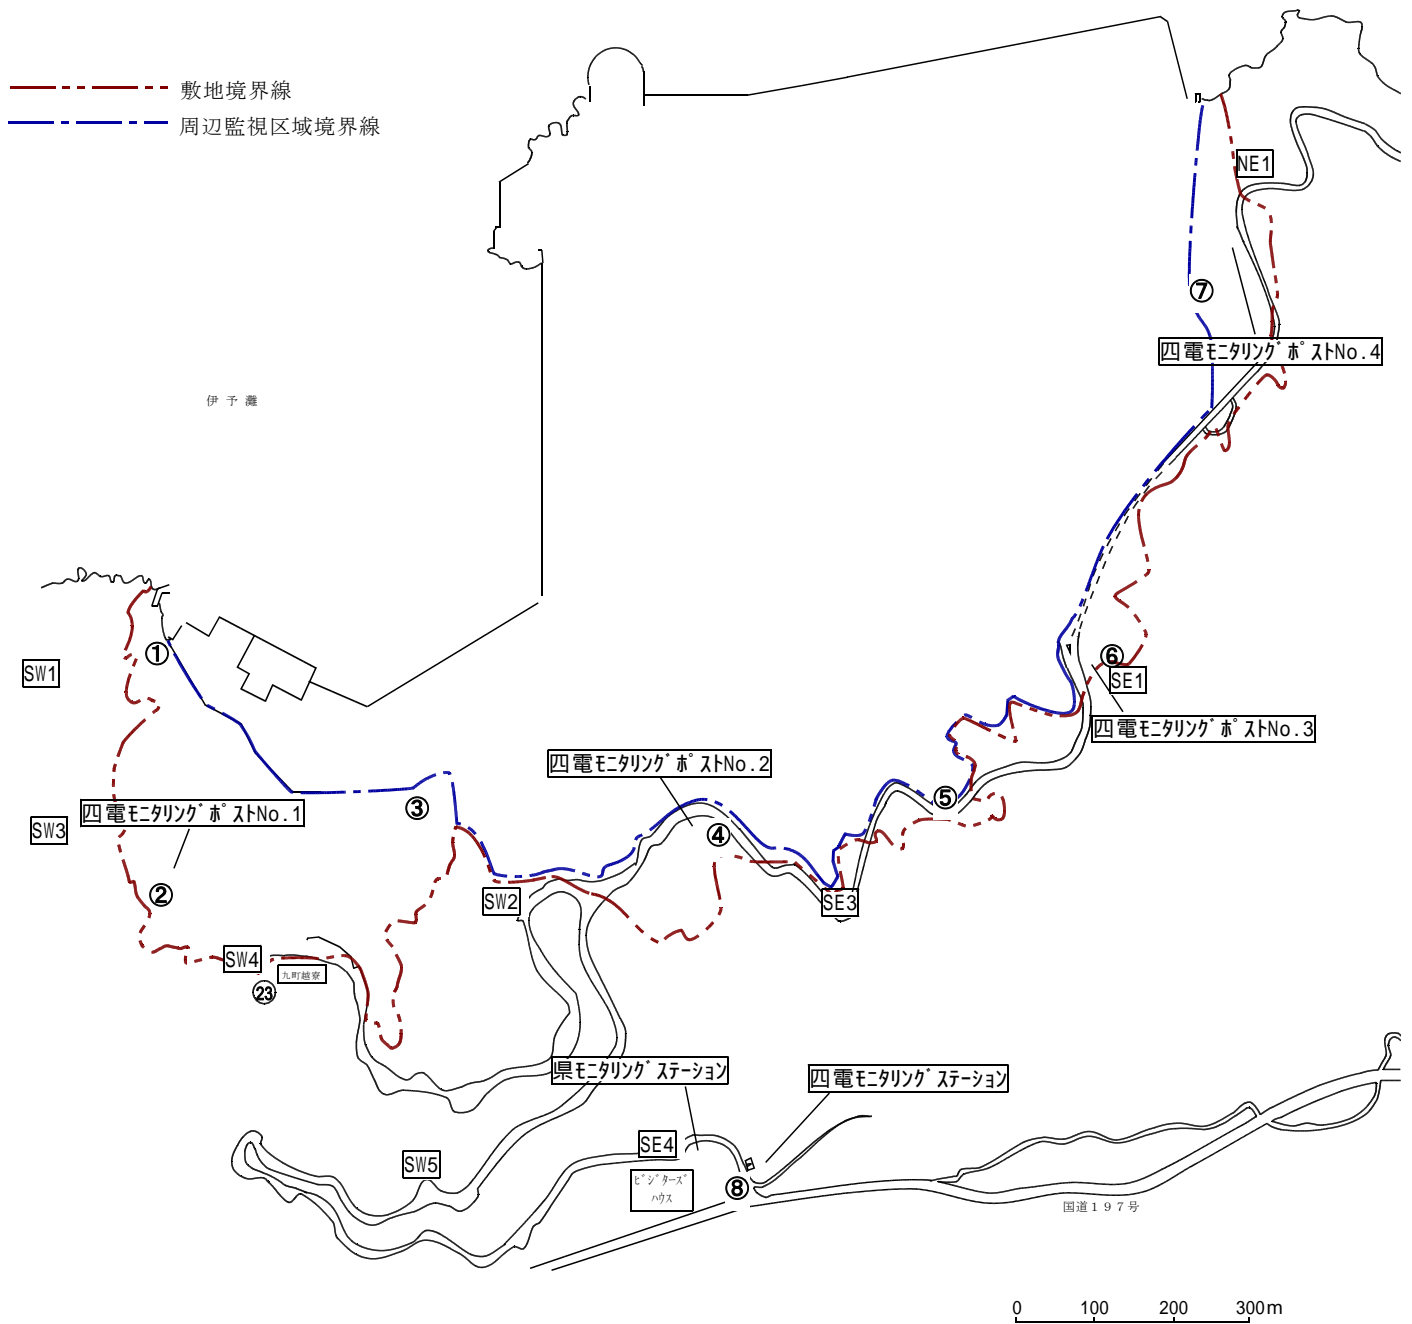 敷地境界線
周辺監視区域境界線
NE1
⑦
四電モニタリングポストNo.4
伊予灘
①
SW1
⑥
SE1
四電モニタリングポストNo.3
四電モニタリングポストNo.2
⑤
四電モニタリングポストNo.1
③
SW3
④
②
SW2
SE3
SW4
九町越寮
㉓
県モニタリングステーション
四電モニタリングステーション
SE4
SW5
ビジターズ
ハウス
⑧
国道197号
0 100 200 300m